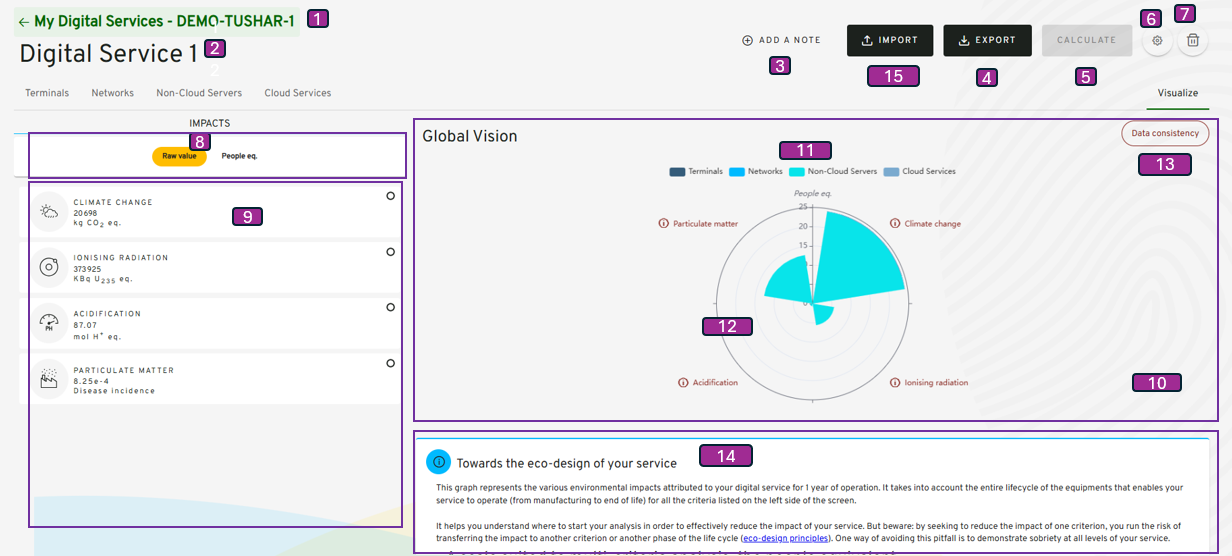 ← My Digital Services - DEMO-TUSHAR-1
1
Digital Service 1
2
ADD A NOTE
3
IMPORT
15
EXPORT
4
CALCULATE
5
6
7
Terminals Networks Non-Cloud Servers Cloud Services
Visualize
IMPACTS
8
Raw value People eq.
9
CLIMATE CHANGE
20698
kg CO2 eq.
IONISING RADIATION
373925
KBq U235 eq.
PH
ACIDIFICATION
87.07
mol H+ eq.
PARTICULATE MATTER
8.25e-4
Disease incidence
Global Vision
Data consistency
13
11
Terminals Networks Non-Cloud Servers Cloud Services
People eq.
25
20
15
0
Particulate matter
Climate change
12
Acidification
Ionising radiation
10
Towards the eco-design of your service
14
This graph represents the various environmental impacts attributed to your digital service for 1 year of operation. It takes into account the entire lifecycle of the equipments that enables your
service to operate (from manufacturing to end of life) for all the criteria listed on the left side of the screen.
It helps you understand where to start your analysis in order to effectively reduce the impact of your service. But beware: by seeking to reduce the impact of one criterion, you run the risk of
transferring the impact to another criterion or another phase of the life cycle (eco-design principles). One way of avoiding this pitfall is to demonstrate sobriety at all levels of your service.